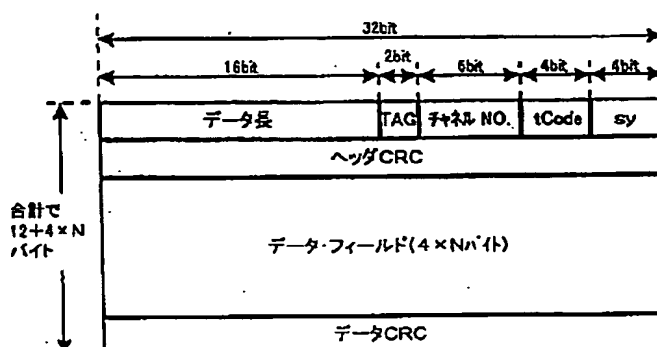 32bit
16bit 2bit 6bit 4bit 4bit
データ長 TAG チャネル NO. tCode sy
ヘッダCRC
合計で
12+4×N
バイト
データ・フィールド(4×Nバイト)
データCRC